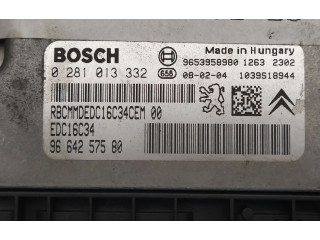 BOSCH
Made in Hungary
9653958980 1263 2302
0 281 013 332
658 08-02-04 1039S18944
RBCMMDEDC16C34CEM 00
EDC16C34
96 642 575 80